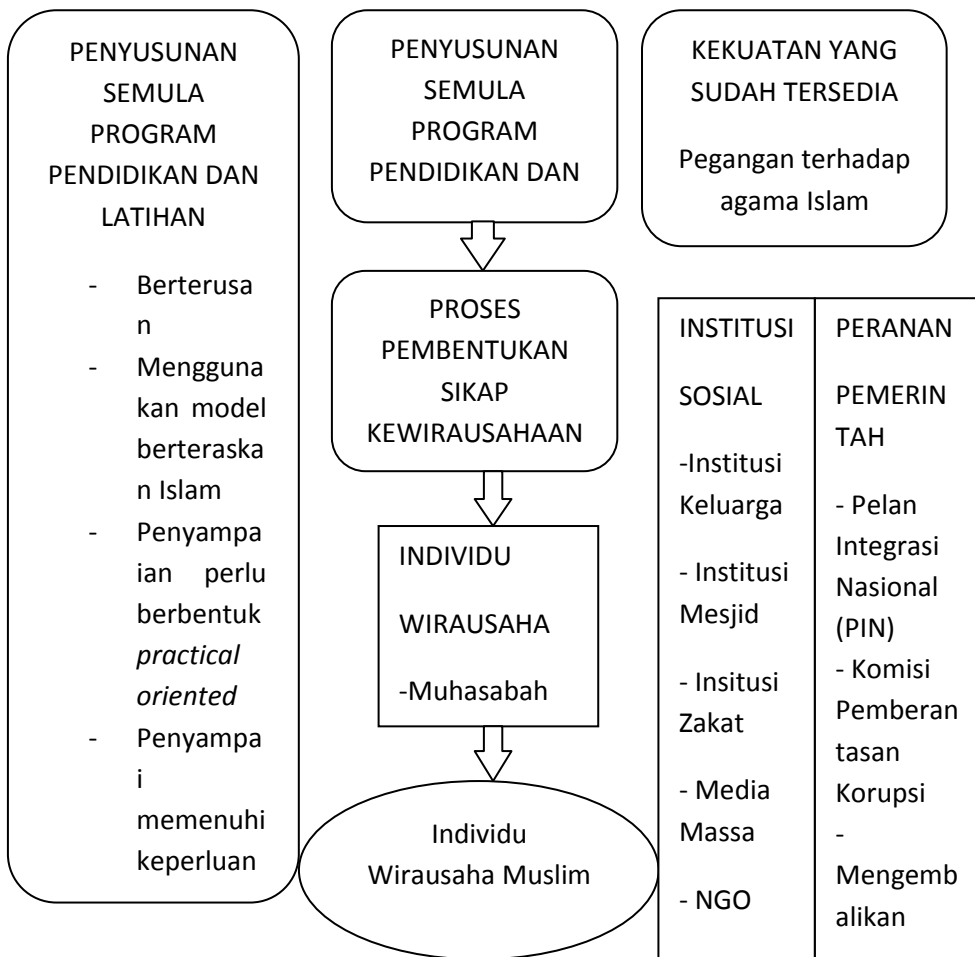 PENYUSUNAN
SEMULA
PROGRAM
PENDIDIKAN DAN
LATIHAN
- Berterusa
n
- Mengguna
kan model
berteraska
n Islam
- Penyampa
ian perlu
berbentuk
practical
oriented
- Penyampa
i
memenuhi
keperluan
PENYUSUNAN
SEMULA
PROGRAM
PENDIDIKAN DAN
PROSES
PEMBENTUKAN
SIKAP
KEWIRAUSAHAAN
INDIVIDU
WIRAUSAHA
-Muhasabah
Individu
Wirausaha Muslim
KEKUATAN YANG
SUDAH TERSEDIA
Pegangan terhadap
agama Islam
INSTITUSI
SOSIAL
-Institusi
Keluarga
- Institusi
Mesjid
- Insitusi
Zakat
- Media
Massa
- NGO
PERANAN
PEMERIN
TAH
- Pelan
Integrasi
Nasional
(PIN)
- Komisi
Pemberan
tasan
Korupsi
-
Mengemb
alikan